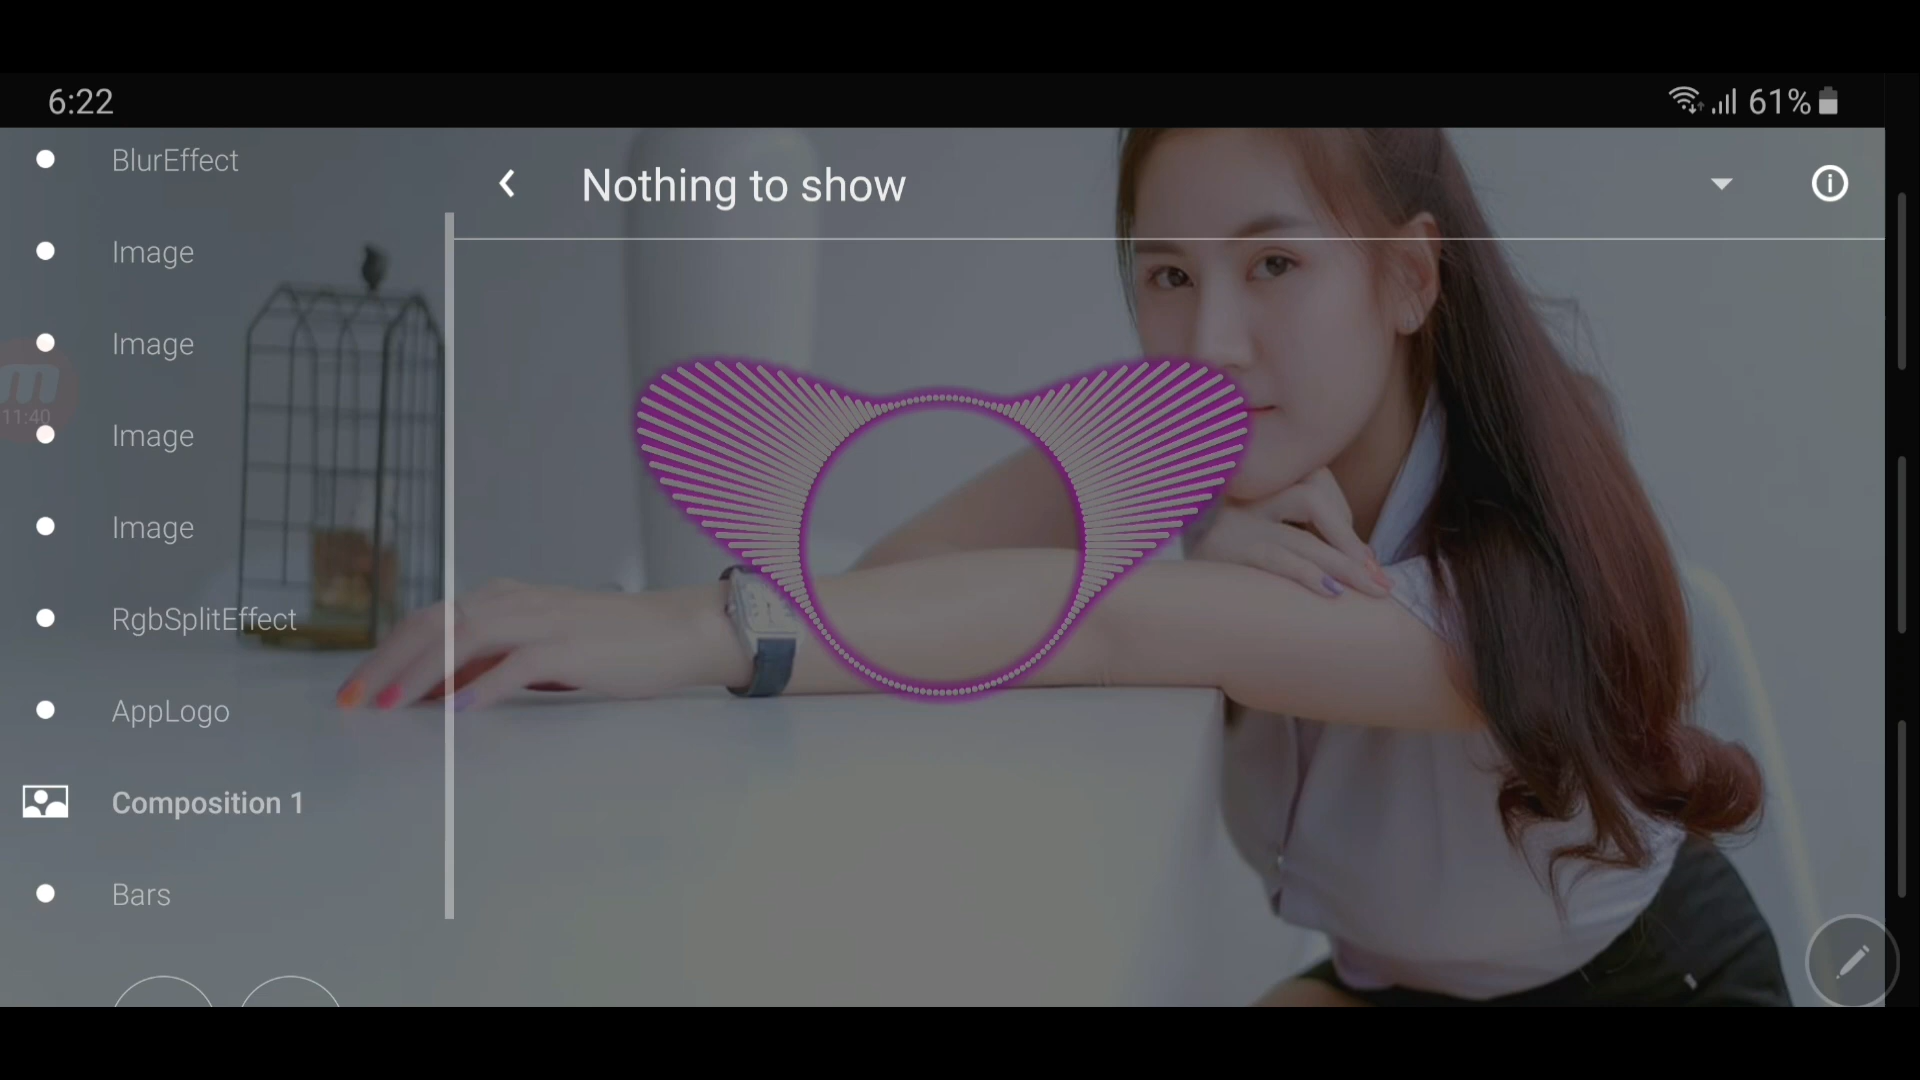 6:22
61%
BlurEffect
Nothing to show
Image
Image
11:40
Image
Image
RgbSplitEffect
AppLogo
Composition 1
Bars